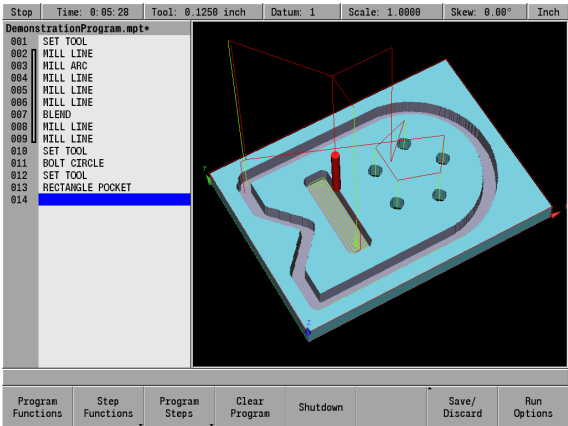 Stop Time: 0:05:28 Tool: 0.1250 inch Datum: 1 Scale: 1.0000 Skew: 0.00° Inch
DemonstrationProgram.mpt*
001 SET TOOL
002 MILL LINE
003 MILL ARC
004 MILL LINE
005 MILL LINE
006 MILL LINE
007 BLEND
008 MILL LINE
009 MILL LINE
010 SET TOOL
011 BOLT CIRCLE
012 SET TOOL
013 RECTANGLE POCKET
014
Y
Z
Program Functions
Step Functions
Program Steps
Clear Program
Shutdown
Save/ Discard
Run Options